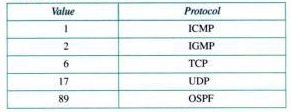 Value Protocol
1 ICMP
2 IGMP
6 TCP
17 UDP
89 OSPF